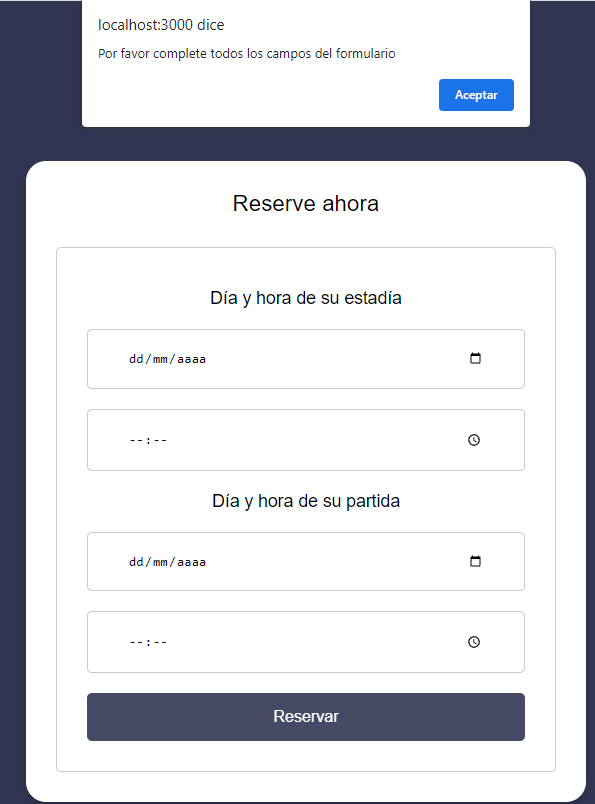 localhost:3000 dice
Por favor complete todos los campos del formulario
Aceptar
Reserve ahora
Día y hora de su estadía
dd/mm/aaaa
--:--
Día y hora de su partida
dd/mm/aaaa
--:--
Reservar